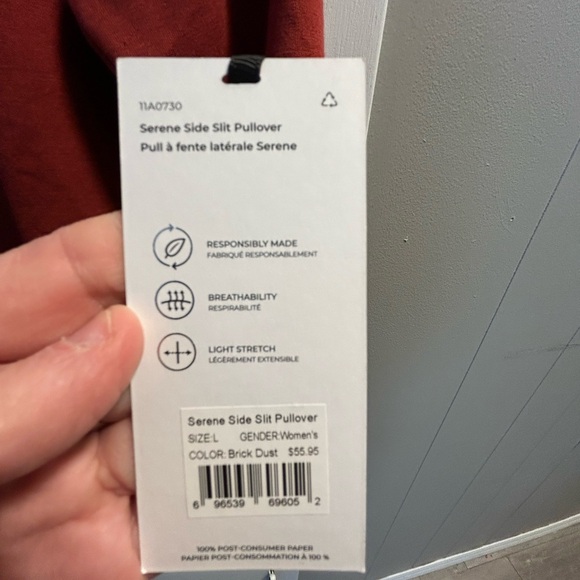 11A0730
Serene Side Slit Pullover
Pull à fente latérale Serene
RESPONSIBLY MADE
FABRIQUÉ RESPONSABLEMENT
BREATHABILITY
RESPIRABILITÉ
LIGHT STRETCH
LÉGÈREMENT EXTENSIBLE
Serene Side Slit Pullover
SIZE:L GENDER:Women's
COLOR: Brick Dust $55.95
6 96539 69605 2
100% POST-CONSUMER PAPER
PAPIER POST-CONSOMMATION À 100 %